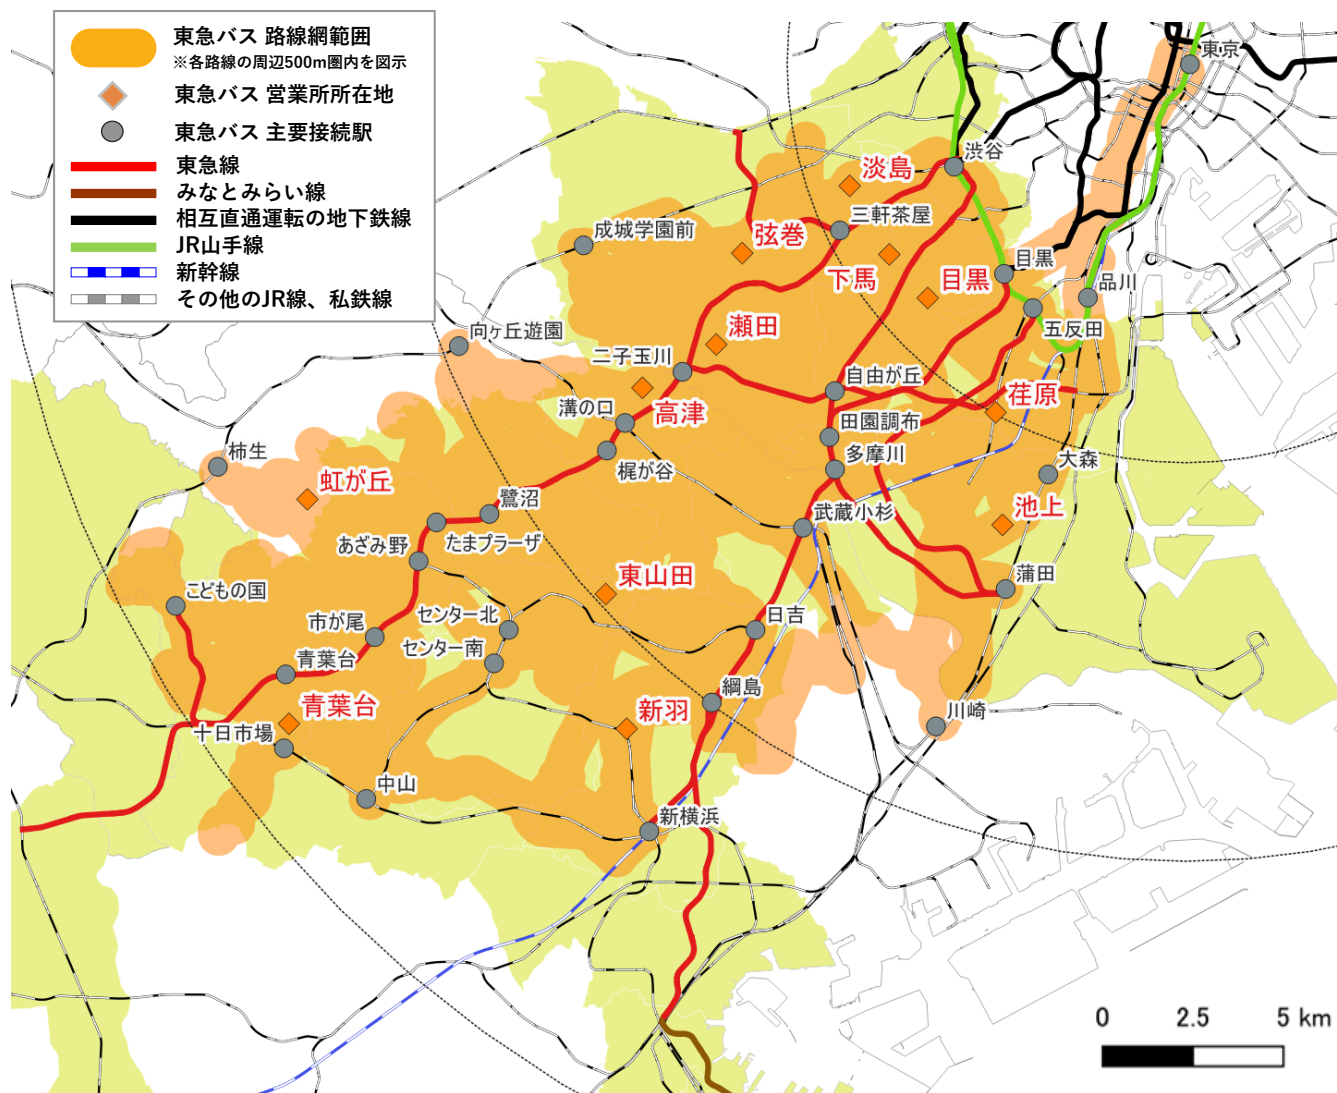 東急バス 路線網範囲
※各路線の周辺500m圏内を図示
東急バス 営業所所在地
東急バス 主要接続駅
東急線
みなとみらい線
相互直通運転の地下鉄線
JR山手線
新幹線
その他のJR線、私鉄線
東京
渋谷
淡島
三軒茶屋
成城学園前
弦巻
下馬
目黒
目黒
品川
瀬田
五反田
向ヶ丘遊園
二子玉川
自由が丘
荏原
溝の口
高津
田園調布
柿生
梶が谷
多摩川
大森
虹が丘
鷺沼
武蔵小杉
池上
あざみ野
たまプラーザ
東山田
蒲田
こどもの国
市が尾
センター北
日吉
センター南
青葉台
綱島
青葉台
新羽
川崎
十日市場
中山
新横浜
0 2.5 5 km